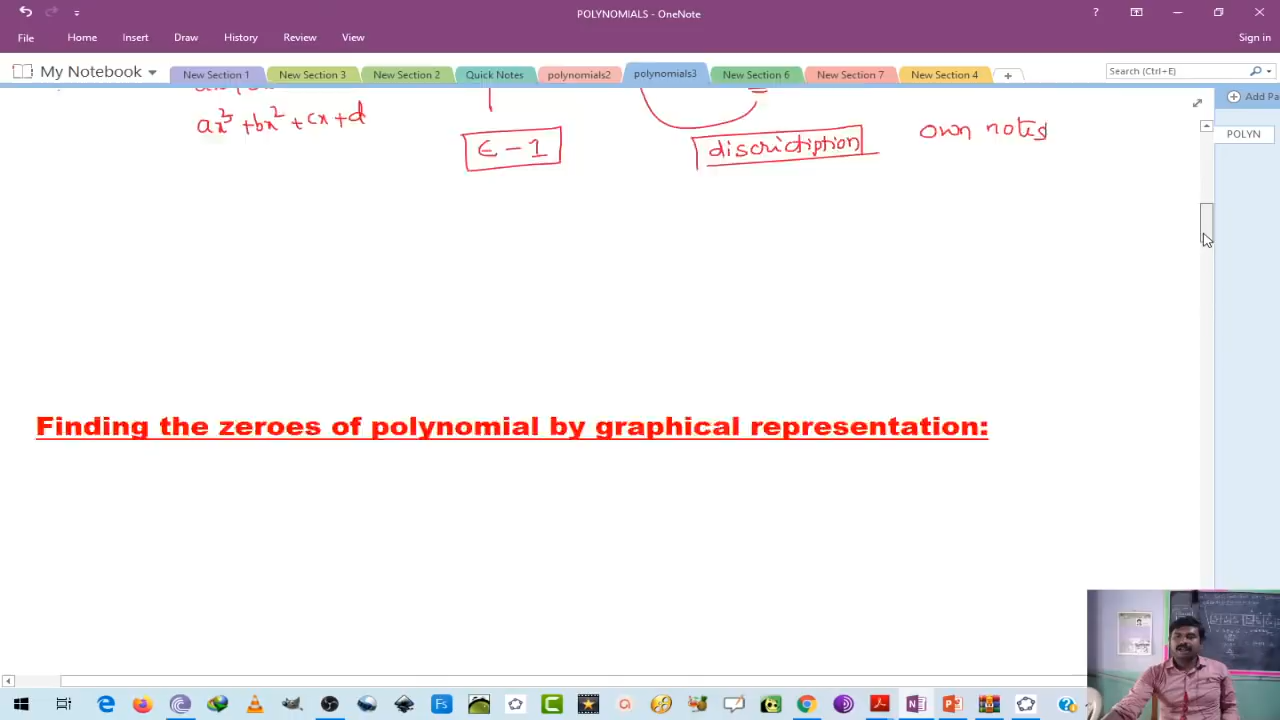 POLYNOMIALS - OneNote
File Home Insert Draw History Review View
Sign in
My Notebook
New Section 1 New Section 3 New Section 2 Quick Notes polynomials2 polynomials3 New Section 6 New Section 7 New Section 4
Search (Ctrl+E)
Add Pa
POLYN
ax³ + bx² + cx + d
E - 1
discrictiption
own notes
Finding the zeroes of polynomial by graphical representation: